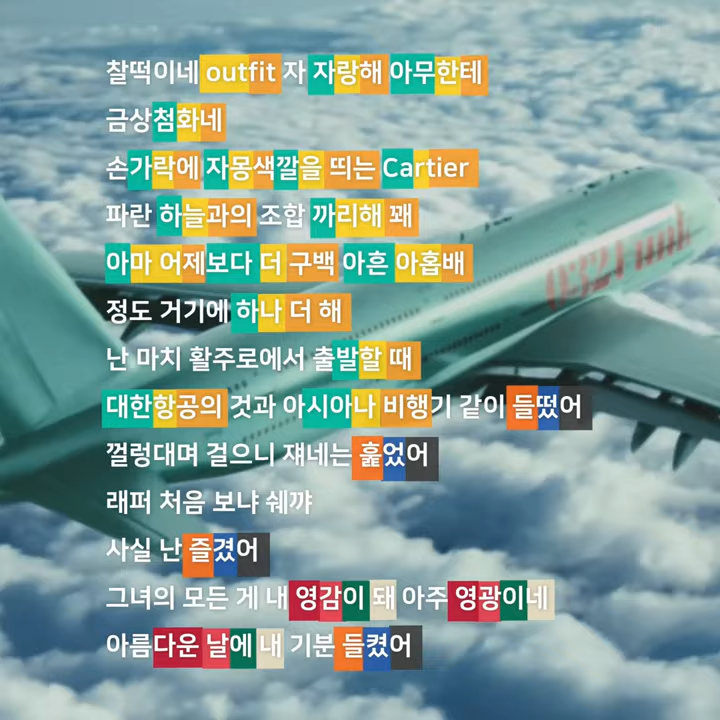 찰떡이네 outfit 자 자랑해 아무한테
금상첨화네
손가락에 자몽색깔을 띄는 Cartier
파란 하늘과의 조합 까리해 꽤
아마 어제보다 더 구백 아흔 아홉배
정도 거기에 하나 더 해
난 마치 활주로에서 출발할 때
대한항공의 것과 아시아나 비행기 같이 들떴어
껄렁대며 걸으니 쟤네는 훑었어
래퍼 처음 보냐 쉐꺄
사실 난 즐겼어
그녀의 모든 게 내 영감이 돼 아주 영광이네
아름다운 날에 내 기분 들켰어